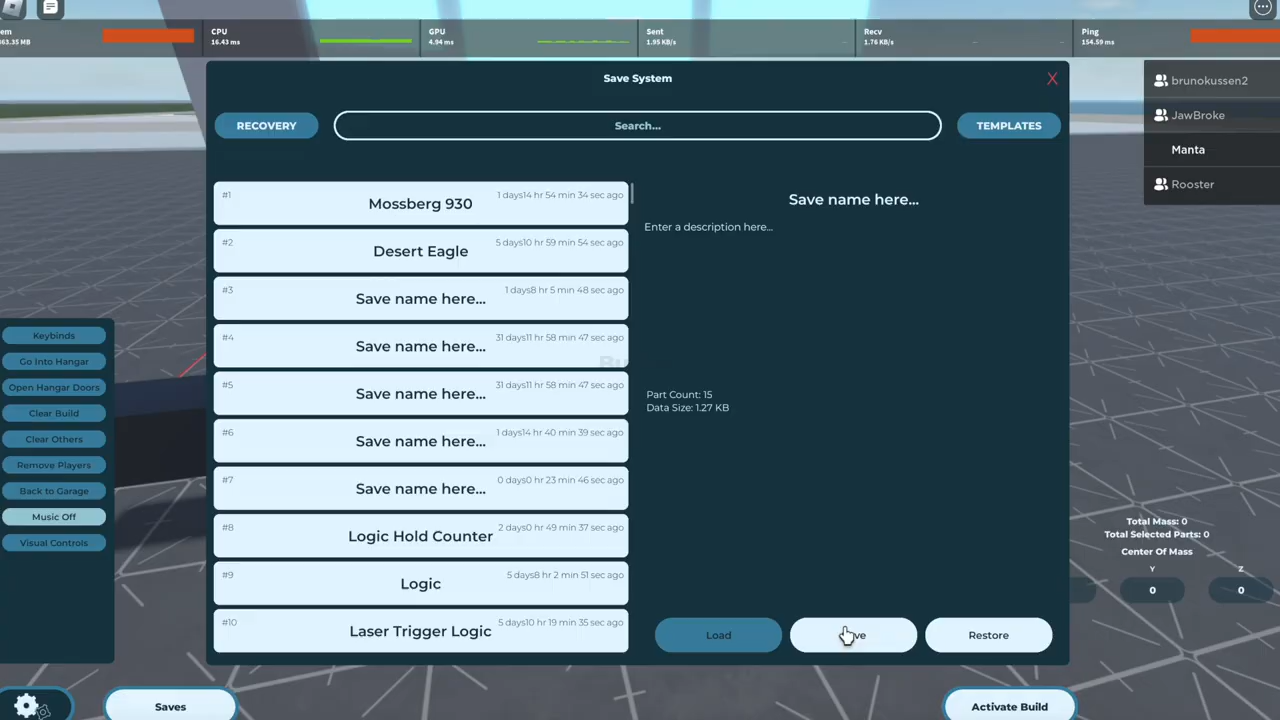 em
863.35 MB
CPU
16.43 ms
GPU
4.94 ms
Sent
1.95 KB/s
Recv
1.76 KB/s
Ping
154.59 ms
Save System
X
RECOVERY
Search...
TEMPLATES
brunokussen2
JawBroke
Manta
Rooster
#1
Mossberg 930
1 days14 hr 54 min 34 sec ago
#2
Desert Eagle
5 days10 hr 59 min 54 sec ago
#3
Save name here...
1 days8 hr 5 min 48 sec ago
#4
Save name here...
31 days11 hr 58 min 47 sec ago
#5
Save name here...
31 days11 hr 58 min 47 sec ago
#6
Save name here...
1 days14 hr 40 min 39 sec ago
#7
Save name here...
0 days0 hr 23 min 46 sec ago
#8
Logic Hold Counter
2 days0 hr 49 min 37 sec ago
#9
Logic
5 days8 hr 2 min 51 sec ago
#10
Laser Trigger Logic
5 days10 hr 19 min 35 sec ago
Save name here...
Enter a description here...
Part Count: 15
Data Size: 1.27 KB
Load
Restore
Keybinds
Go Into Hangar
Open Hangar Doors
Clear Build
Clear Others
Remove Players
Back to Garage
Music Off
Visual Controls
Total Mass: 0
Total Selected Parts: 0
Center Of Mass
Y
Z
0
0
Saves
Activate Build